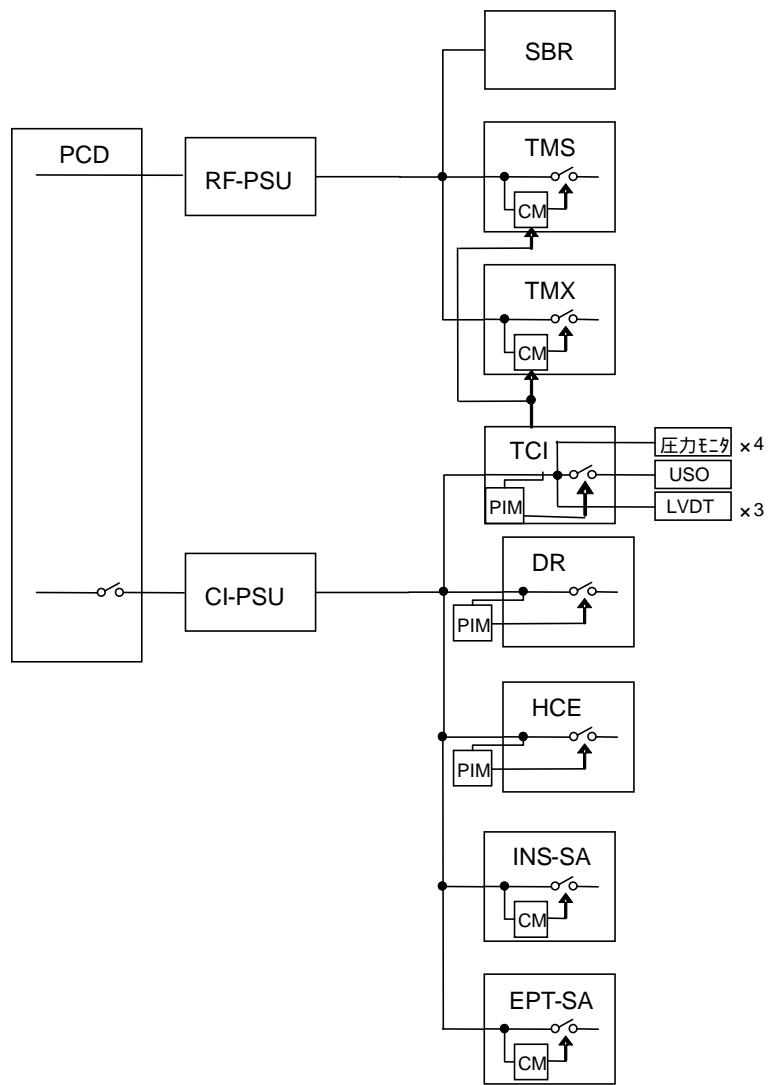 SBR
PCD
RF-PSU
TMS
CM
TMX
CM
TCI
PIM
圧力モニタ ×4
USO
LVDT ×3
CI-PSU
DR
PIM
HCE
PIM
INS-SA
CM
EPT-SA
CM